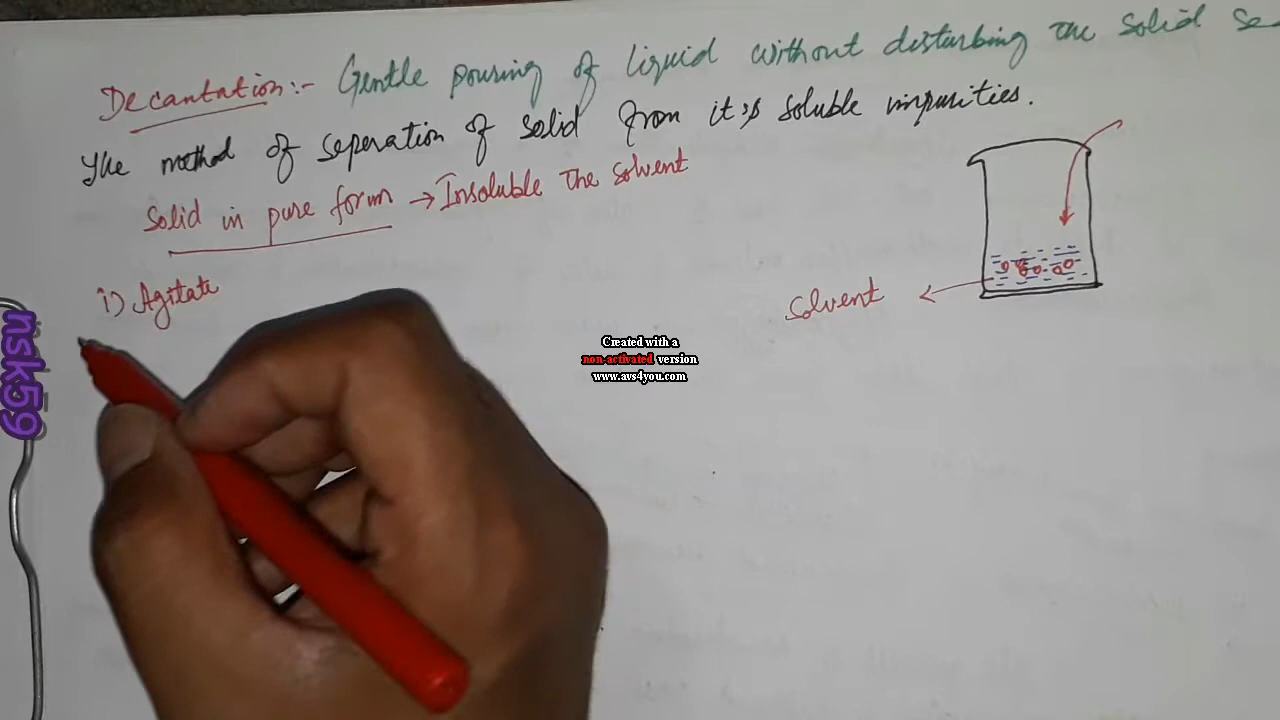 Decantation:- Gentle pouring of liquid without disturbing the solid se
The method of seperation of solid from it's soluble impurities.
Solid in pure form → Insoluble the solvent
i) Agitate
solvent
Created with a
non-activated version
www.avs4you.com
nsk59